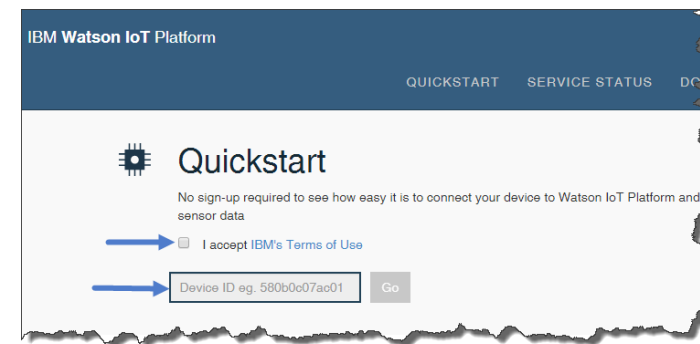 IBM Watson IoT Platform
QUICKSTART SERVICE STATUS
Quickstart
No sign-up required to see how easy it is to connect your device to Watson IoT Platform and
sensor data
I accept IBM's Terms of Use
Device ID eg. 580b0c07ac01 Go